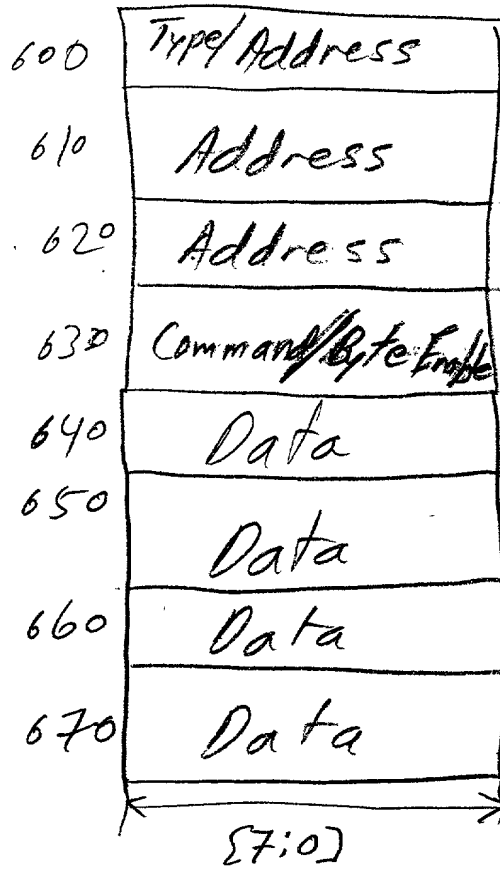 600 Type/Address
610 Address
620 Address
630 Command/Byte Enable
640 Data
650 Data
660 Data
670 Data
[7:0]